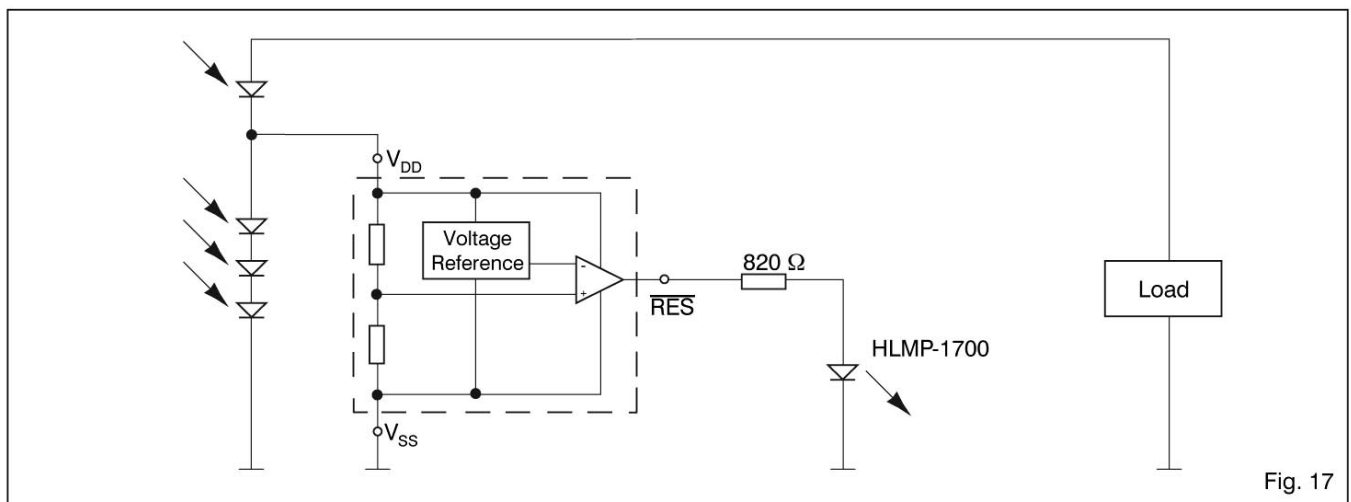 V_DD
Voltage
Reference
-
+
820 Ω
RES
Load
HLMP-1700
V_SS
Fig. 17